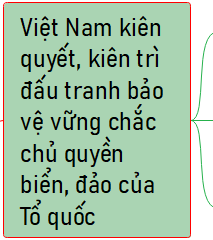 Việt Nam kiên
quyết, kiên trì
đấu tranh bảo
vệ vững chắc
chủ quyền
biển, đảo của
Tổ quốc